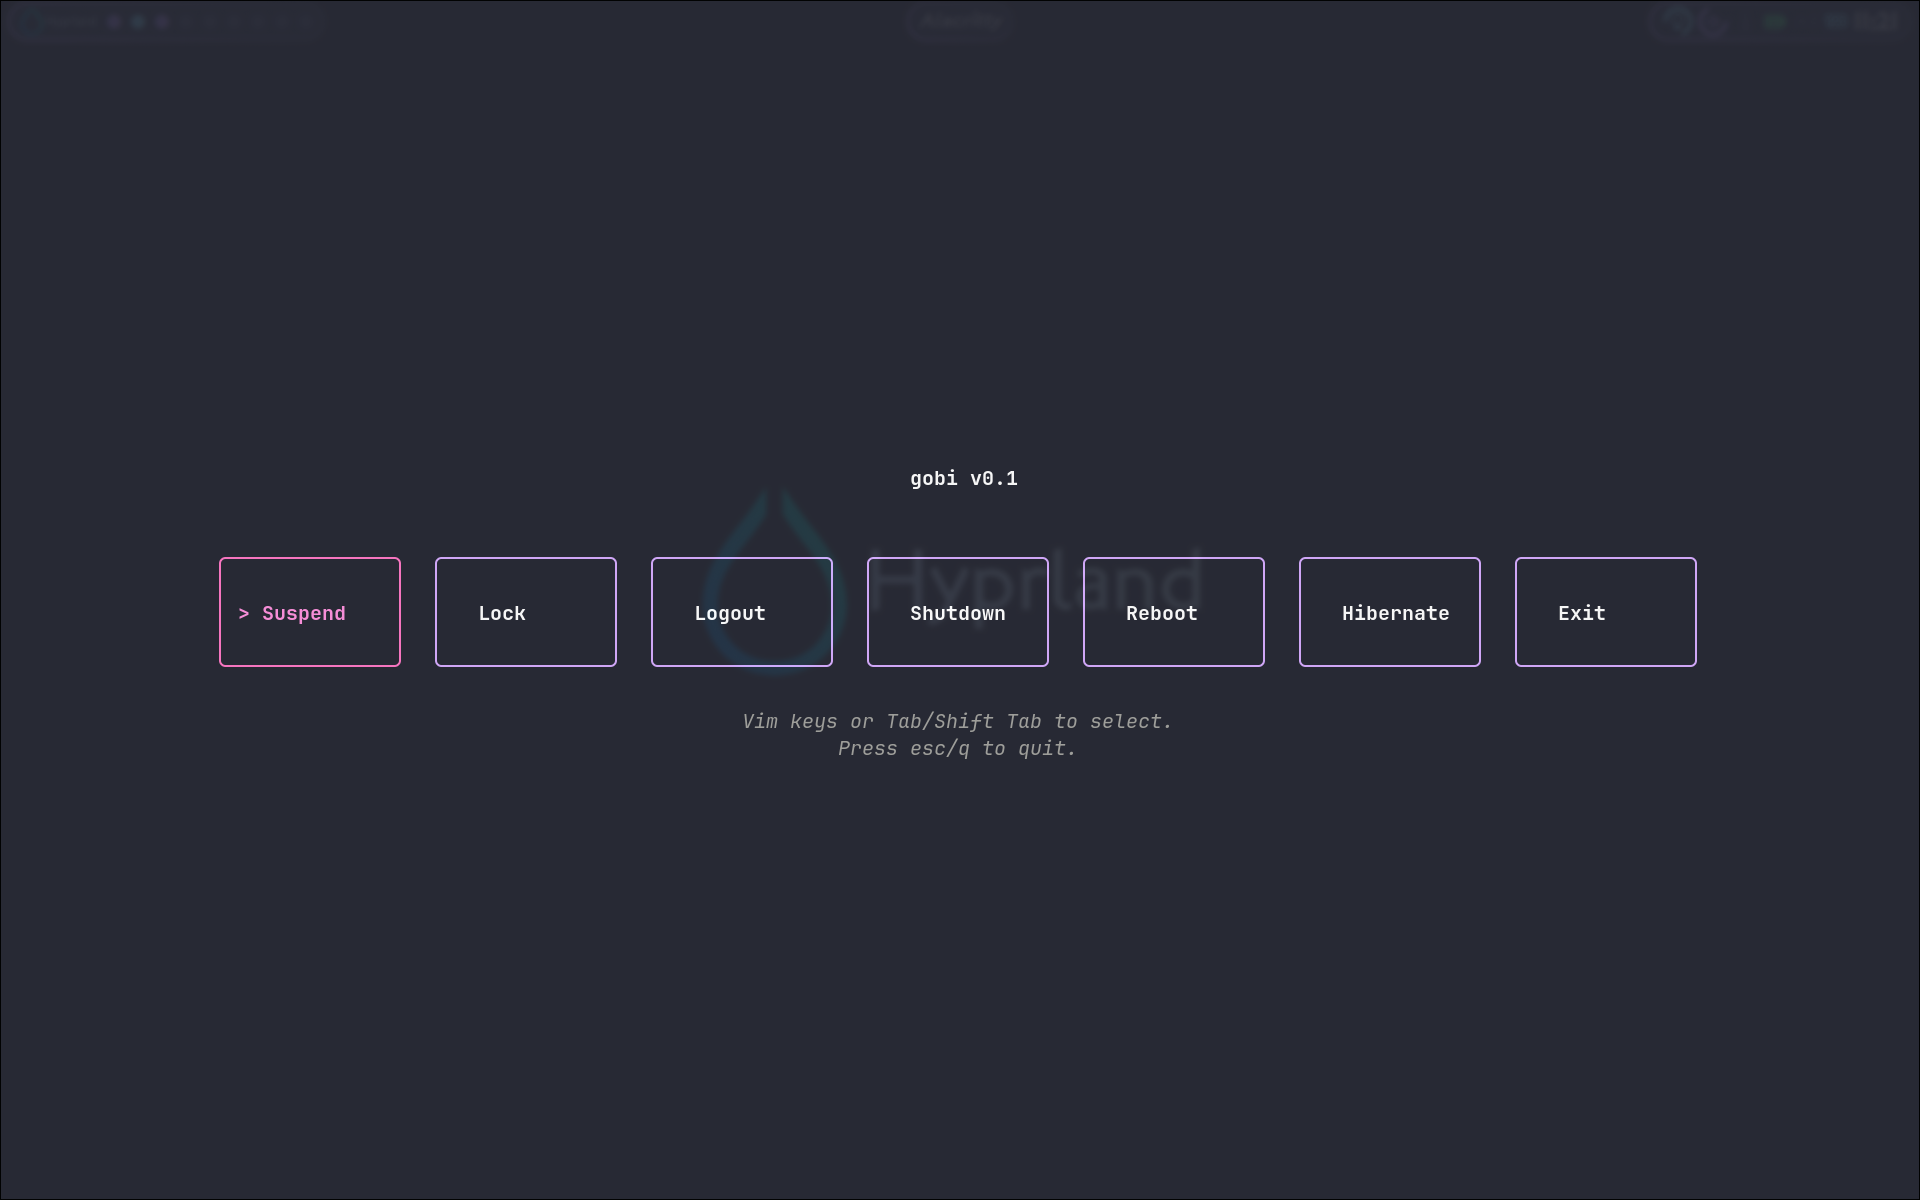 gobi v0.1
Hyprland
> Suspend Lock Logout Shutdown Reboot Hibernate Exit
Vim keys or Tab/Shift Tab to select.
Press esc/q to quit.